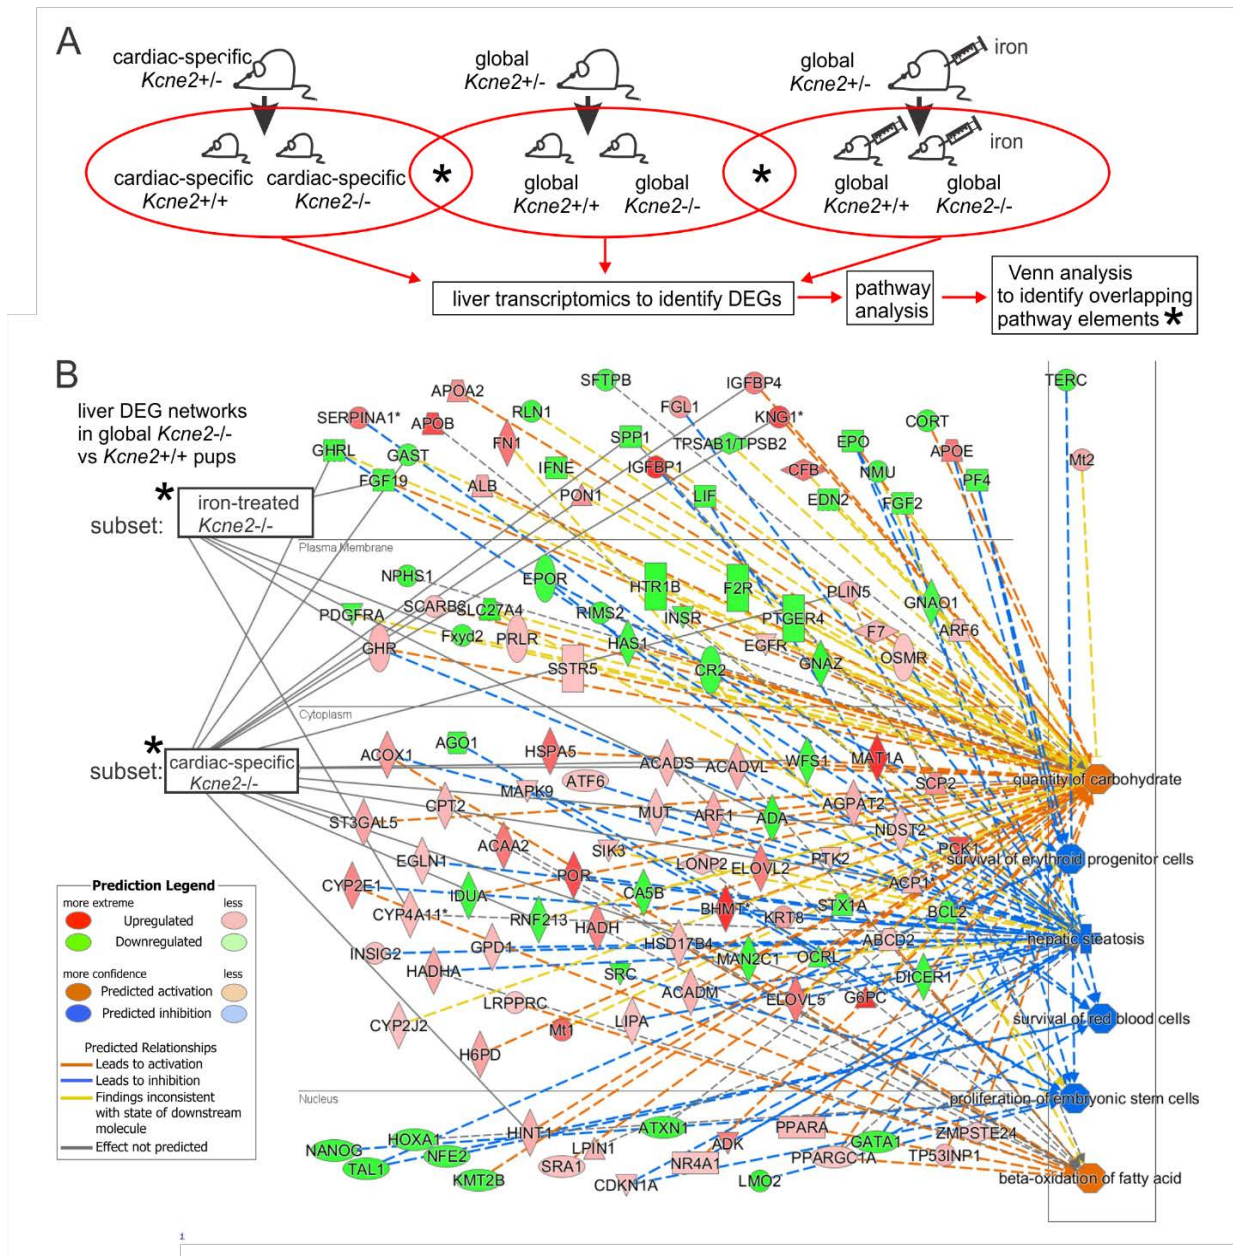 A
cardiac-specific
Kcne2+/-
global
Kcne2+/-
global
Kcne2+/-
iron
cardiac-specific
Kcne2+/+
cardiac-specific
Kcne2-/-
*
global
Kcne2+/+
global
Kcne2-/-
*
iron
global
Kcne2+/+
global
Kcne2-/-
liver transcriptomics to identify DEGs
pathway
analysis
Venn analysis
to identify overlapping
pathway elements *
B
liver DEG networks
in global Kcne2-/-
vs Kcne2+/+ pups
*
subset:
iron-treated
Kcne2-/-
*
subset:
cardiac-specific
Kcne2-/-
SFTPB
IGFBP4
TERC
APOA2
SERPINA1*
APOB
RLN1
FGL1
KNG1*
CORT
GHRL
GAST
FN1
SPP1
TRSAB1/TPSB2
EPO
APOE
Mt2
FGF19
ALB
IFNE
PON1
IGFBP1
CFB
NMU
PF4
LIF
EDN2
FGF2
Plasma Membrane
NPHS1
EPOR
HTR1B
F2R
PLIN5
GNAO1
PDGFRA
SCARB2
SLC27A4
RIMS2
INSR
PTGER4
ARF6
Fxyd2
PRLR
HAS1
EGFR
F7
GHR
SSTR5
CR2
GNAZ
OSMR
Cytoplasm
ACOX1
AGO1
HSPA5
ACADS
ACADVL
WFS1
MAT1A
MAPK9
ATF6
SCP2
quantity of carbohydrate
ST3GAL5
CPT2
MUT
ARF1
ADA
AGPAT2
NDST2
EGLN1
ACAA2
SIK3
LONP2
ELOVL2
PTK2
PCK1
survival of erythroid progenitor cells
CYP2E1
IDUA
POR
CA5B
BHMT*
ACP1*
CYP4A11*
RNF213
HADH
KRT8
STX1A
BCL2
INSIG2
GPD1
HSD17B4
MAN2C1
OCRL
ABCD2
hepatic steatosis
HADHA
SRC
DICER1
LRPPRC
ACADM
ELOVL5
G6PC
CYP2J2
Mt1
LIPA
survival of red blood cells
H6PD
Nucleus
proliferation of embryonic stem cells
NANOG
HOXA1
HINT1
ATXN1
PPARA
ZMPSTE24
TAL1
NFE2
LPIN1
ADK
GATA1
KMT2B
SRA1
NR4A1
PPARGC1A
TP53INP1
CDKN1A
LMO2
beta-oxidation of fatty acid
Prediction Legend
more extreme
less
Upregulated
Downregulated
more confidence
less
Predicted activation
Predicted inhibition
Predicted Relationships
Leads to activation
Leads to inhibition
Findings inconsistent
with state of downstream
molecule
Effect not predicted